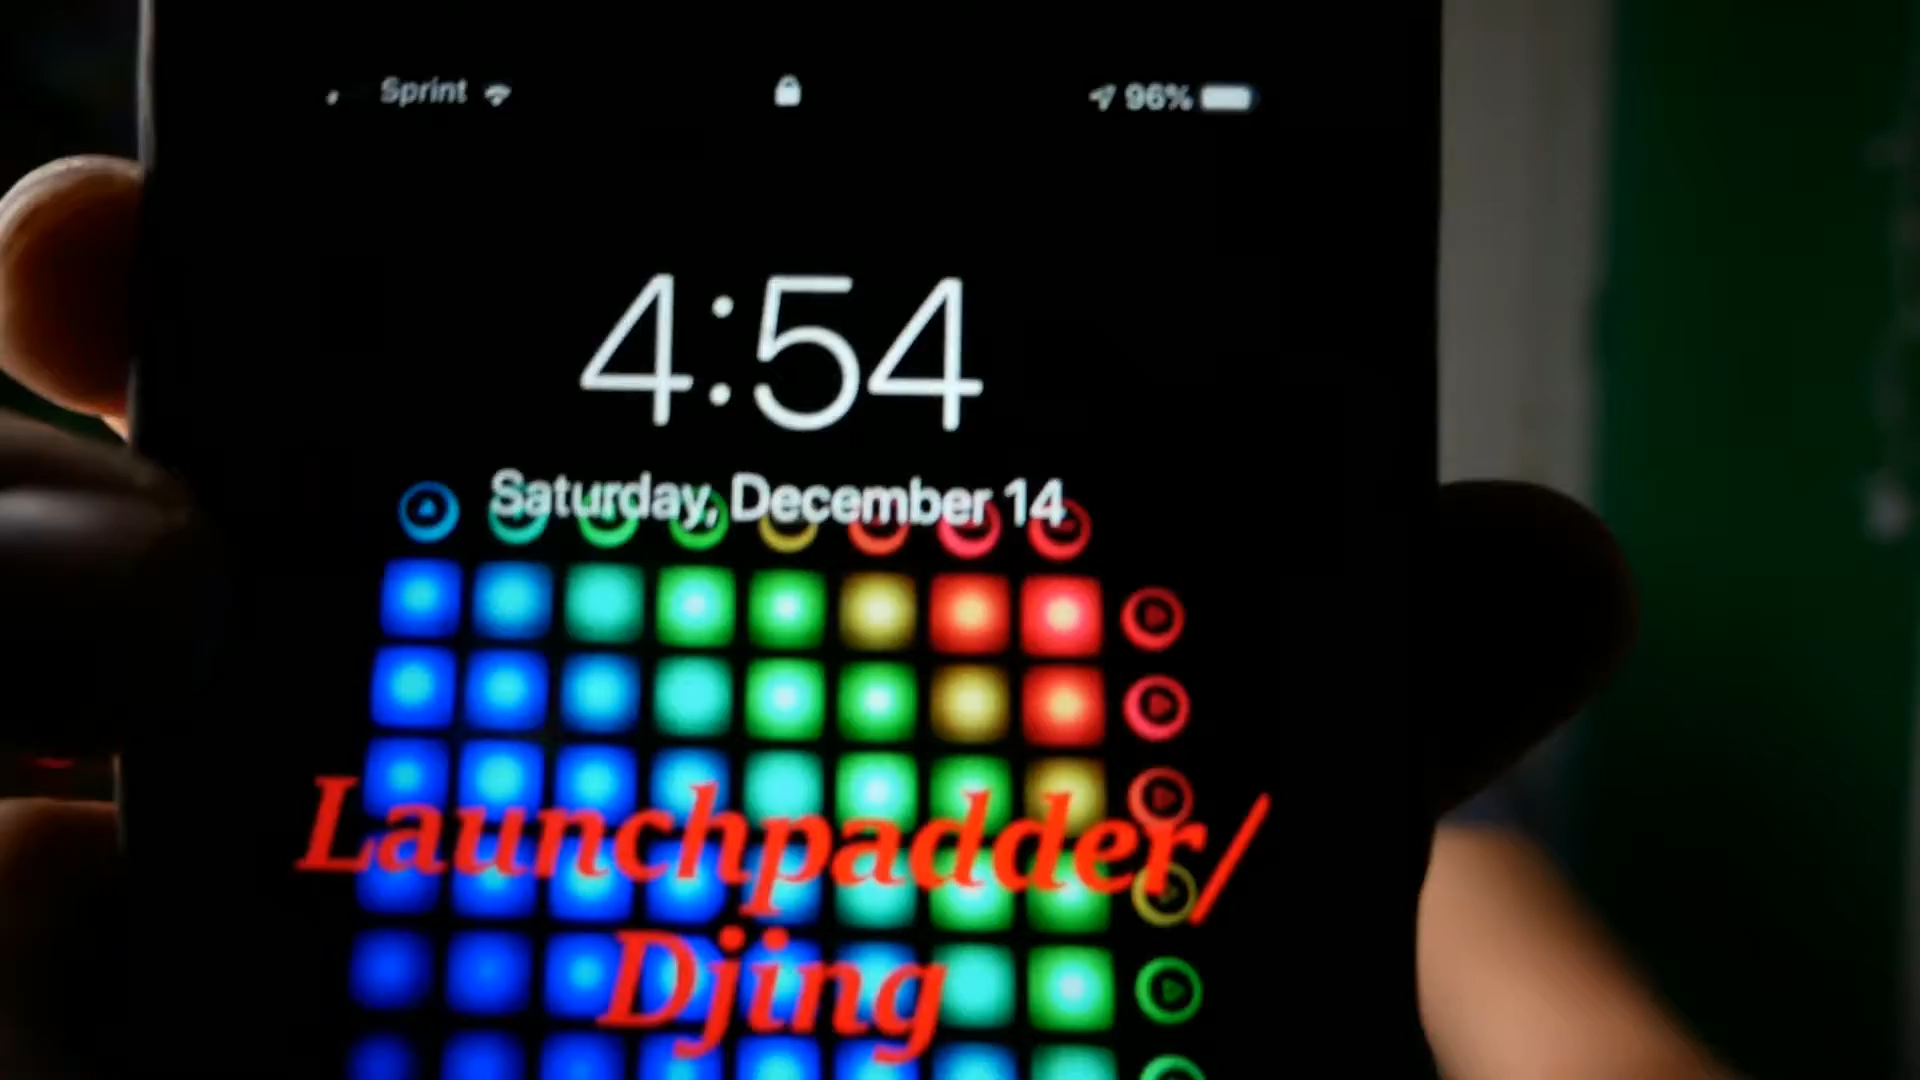 Sprint 96%
4:54
Saturday, December 14
Launchpadder/
Djing